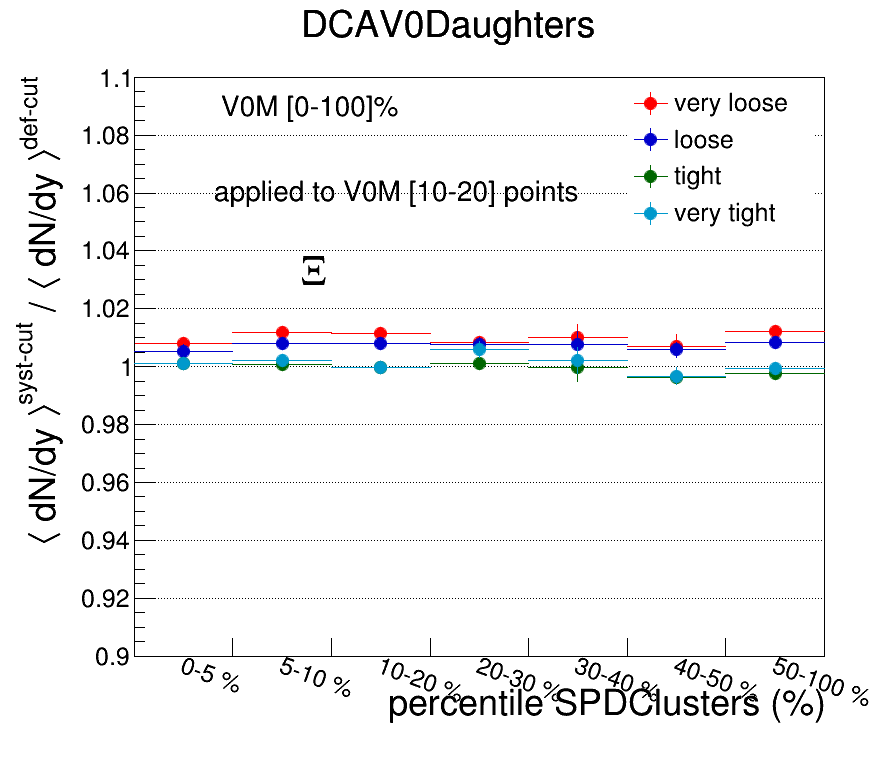 DCAV0Daughters
V0M [0-100]%
applied to V0M [10-20] points
Ξ
very loose
loose
tight
very tight
⟨ dN/dy ⟩^syst-cut / ⟨ dN/dy ⟩^def-cut
1.1
1.08
1.06
1.04
1.02
1
0.98
0.96
0.94
0.92
0.9
0-5 %
5-10 %
10-20 %
20-30 %
30-40 %
40-50 %
50-100 %
percentile SPDClusters (%)